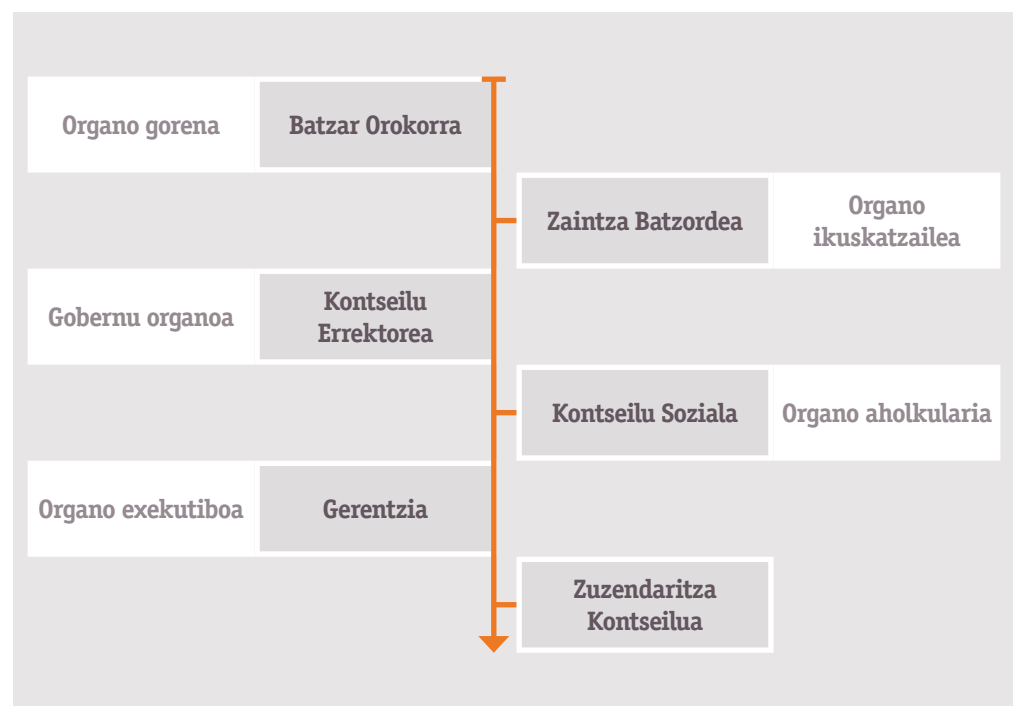 Organo gorena
Batzar Orokorra
Zaintza Batzordea
Organo
ikuskatzailea
Gobernu organoa
Kontseilu
Errektorea
Kontseilu Soziala
Organo aholkularia
Organo exekutiboa
Gerentzia
Zuzendaritza
Kontseilua